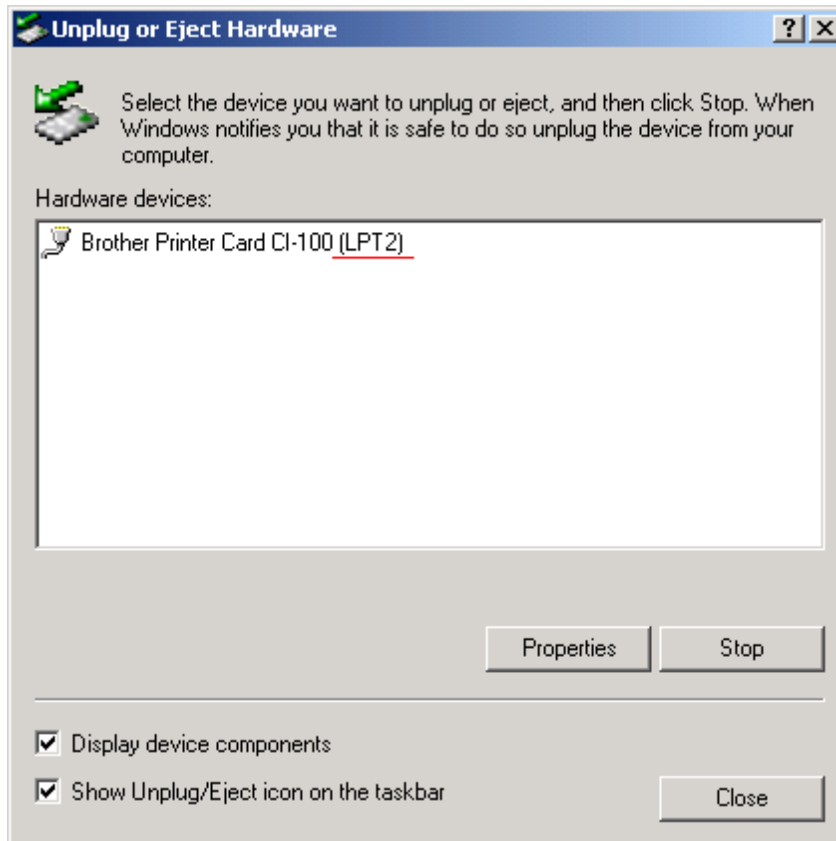 Unplug or Eject Hardware
Select the device you want to unplug or eject, and then click Stop. When
Windows notifies you that it is safe to do so unplug the device from your
computer.
Hardware devices:
Brother Printer Card CI-100 (LPT2)
Properties
Stop
Display device components
Show Unplug/Eject icon on the taskbar
Close